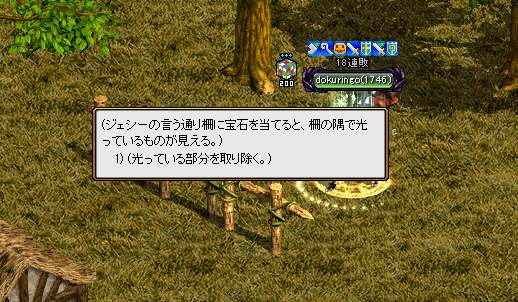 18連敗
200
dokuringo(1746)
(ジェシーの言う通り柵に宝石を当てると、柵の隅で光
っているものが見える。)
1) (光っている部分を取り除く。)